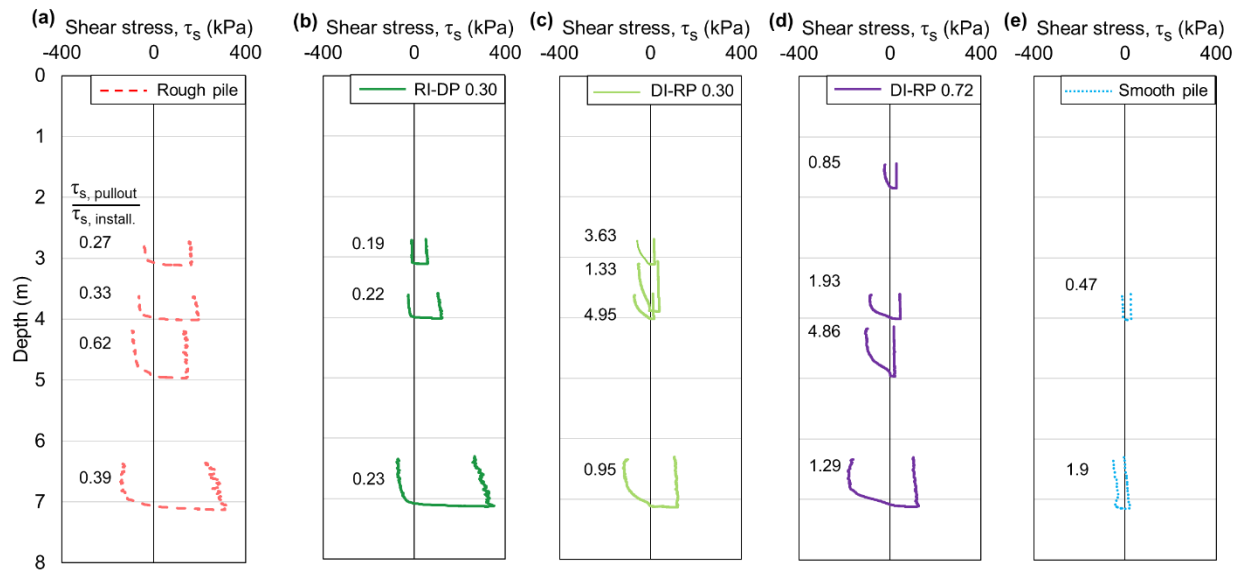 (a)
Shear stress, τs (kPa)
-400 0 400
Rough pile
Depth (m)
0
1
2
3
4
5
6
7
8
τs, pullout
τs, install.
0.27
0.33
0.62
0.39
(b)
Shear stress, τs (kPa)
-400 0 400
RI-DP 0.30
0.19
0.22
0.23
(c)
Shear stress, τs (kPa)
-400 0 400
DI-RP 0.30
3.63
1.33
4.95
0.95
(d)
Shear stress, τs (kPa)
-400 0 400
DI-RP 0.72
0.85
1.93
4.86
1.29
(e)
Shear stress, τs (kPa)
-400 0 400
Smooth pile
0.47
1.9